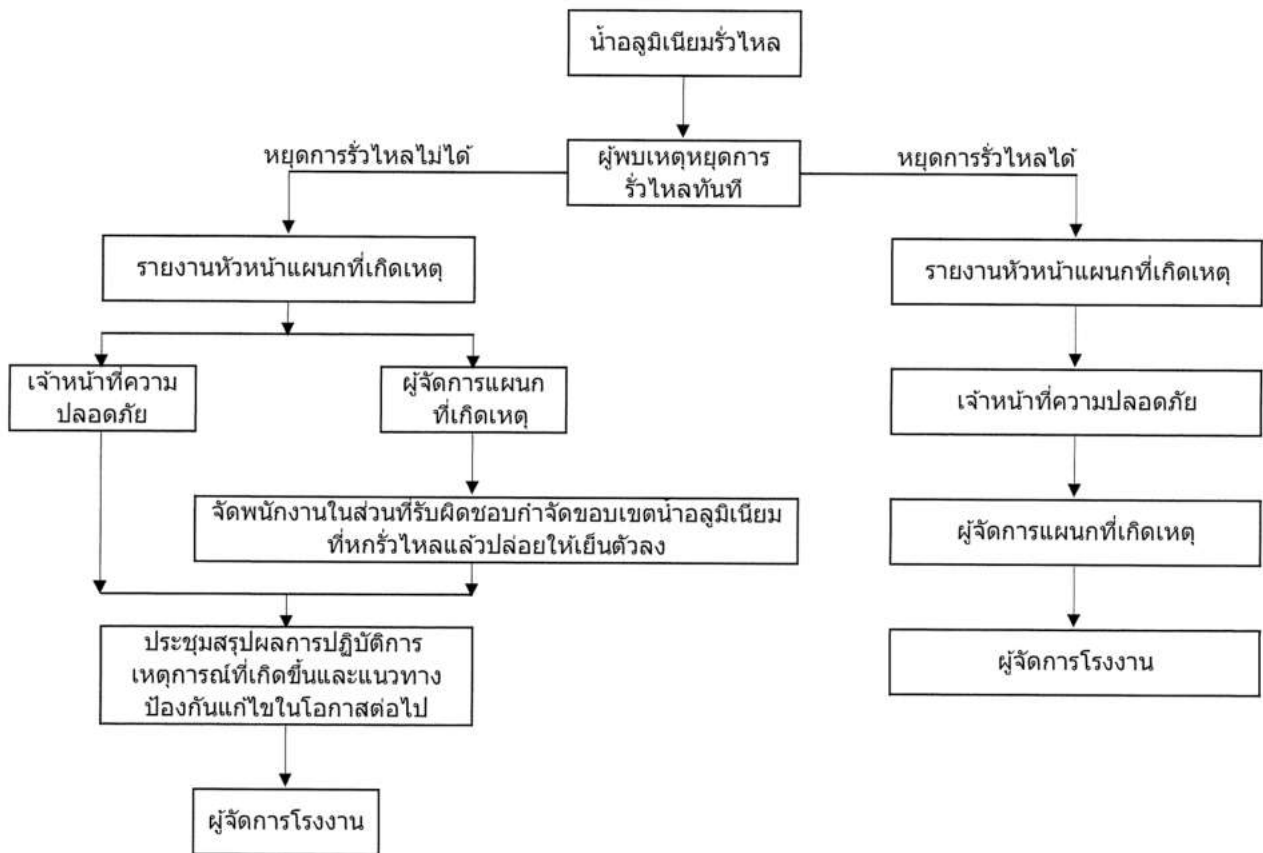 น้ำอลูมิเนียมรั่วไหล
หยุดการรั่วไหลไม่ได้
ผู้พบเหตุหยุดการ
รั่วไหลทันที
หยุดการรั่วไหลได้
รายงานหัวหน้าแผนกที่เกิดเหตุ
รายงานหัวหน้าแผนกที่เกิดเหตุ
เจ้าหน้าที่ความ
ปลอดภัย
ผู้จัดการแผนก
ที่เกิดเหตุ
เจ้าหน้าที่ความปลอดภัย
จัดพนักงานในส่วนที่รับผิดชอบกำจัดขอบเขตน้ำอลูมิเนียม
ที่หกรั่วไหลแล้วปล่อยให้เย็นตัวลง
ผู้จัดการแผนกที่เกิดเหตุ
ประชุมสรุปผลการปฏิบัติการ
เหตุการณ์ที่เกิดขึ้นและแนวทาง
ป้องกันแก้ไขในโอกาสต่อไป
ผู้จัดการโรงงาน
ผู้จัดการโรงงาน